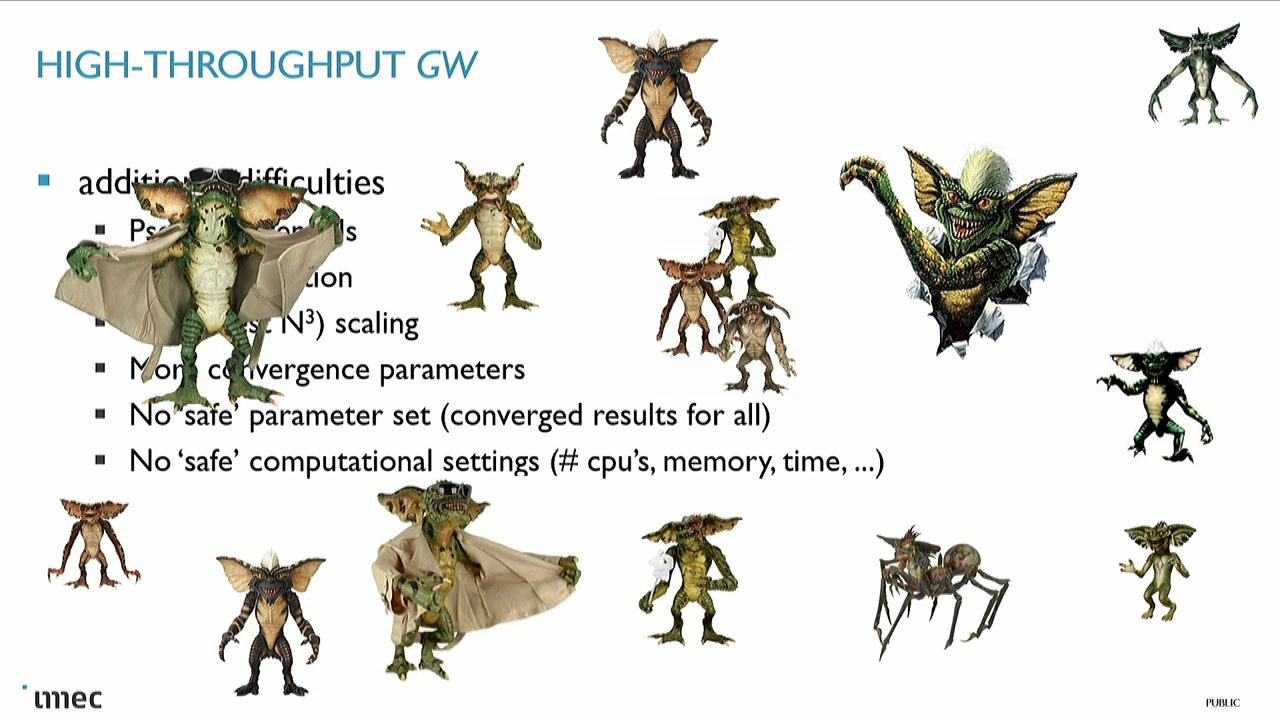 HIGH-THROUGHPUT GW
difficulties
N³) scaling
More convergence parameters
No 'safe' parameter set (converged results for all)
No 'safe' computational settings (# cpu's, memory, time, ...)
imec
PUBLIC